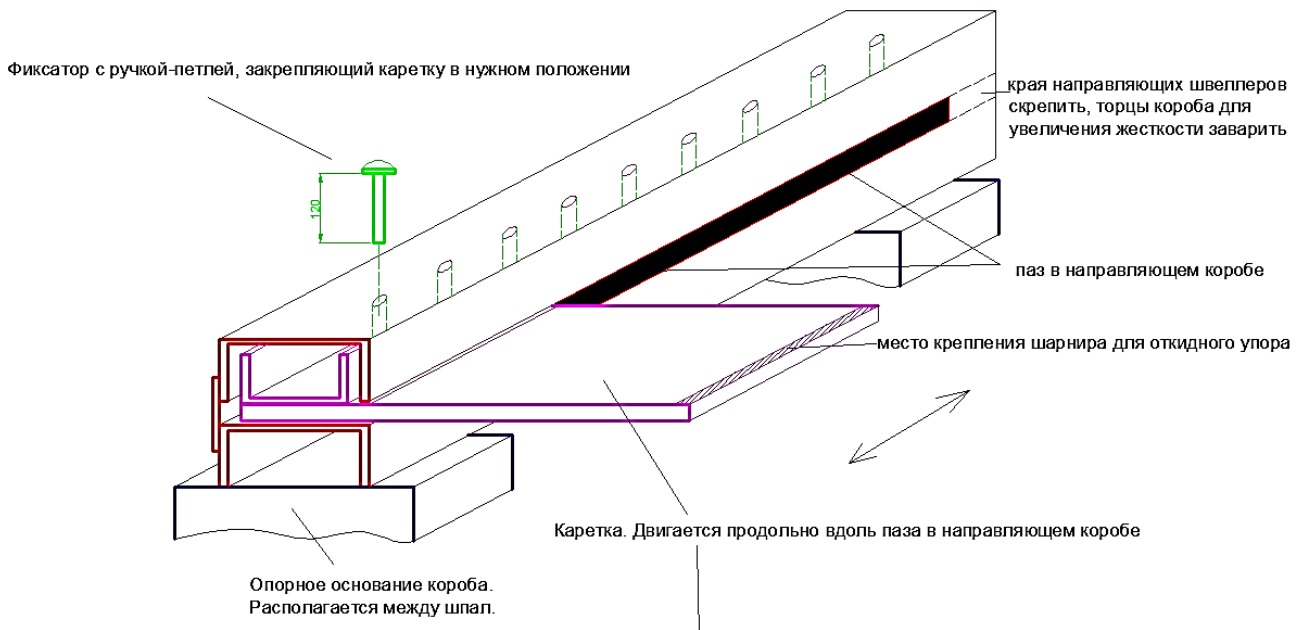 Фиксатор с ручкой-петлей, закрепляющий каретку в нужном положении
края направляющих швеллеров
скрепить, торцы короба для
увеличения жесткости заварить
120
паз в направляющем коробе
место крепления шарнира для откидного упора
Каретка. Двигается продольно вдоль паза в направляющем коробе
Опорное основание короба.
Располагается между шпал.